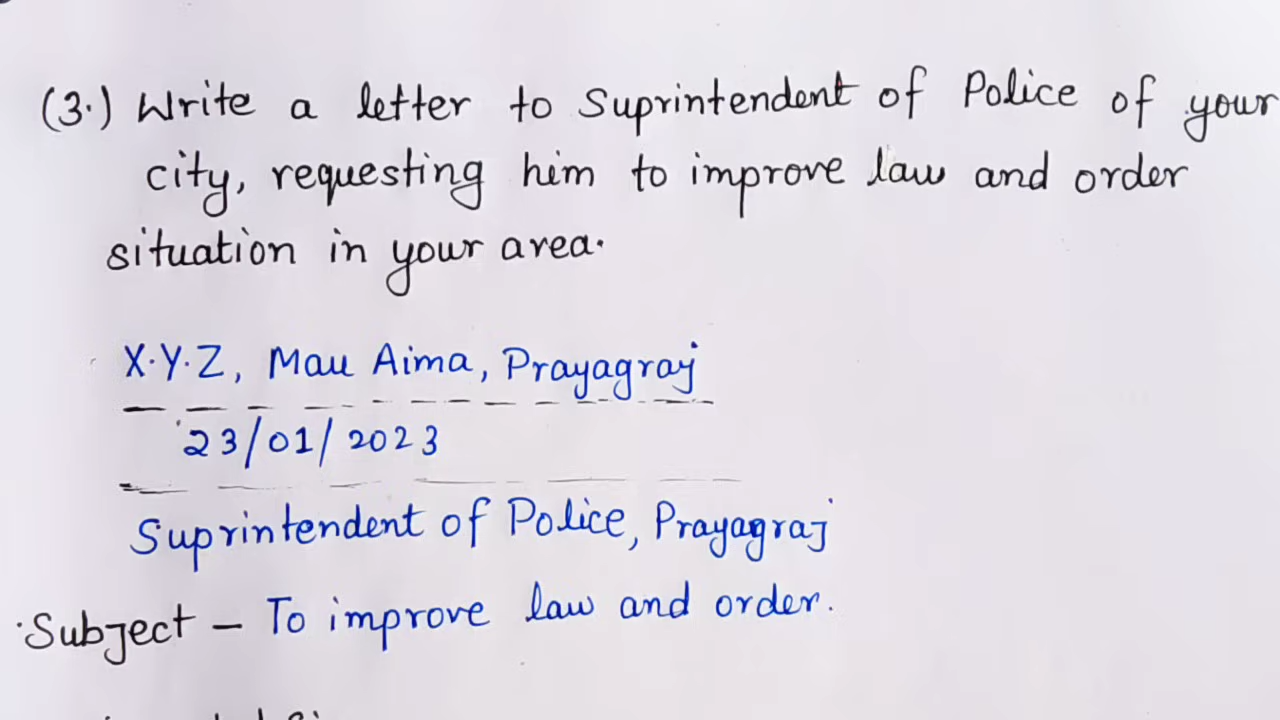 (3.) Write a letter to Suprintendent of Police of your
city, requesting him to improve law and order
situation in your area.
X.Y.Z, Mau Aima, Prayagraj
23/01/2023
Suprintendent of Police, Prayagraj
Subject - To improve law and order.